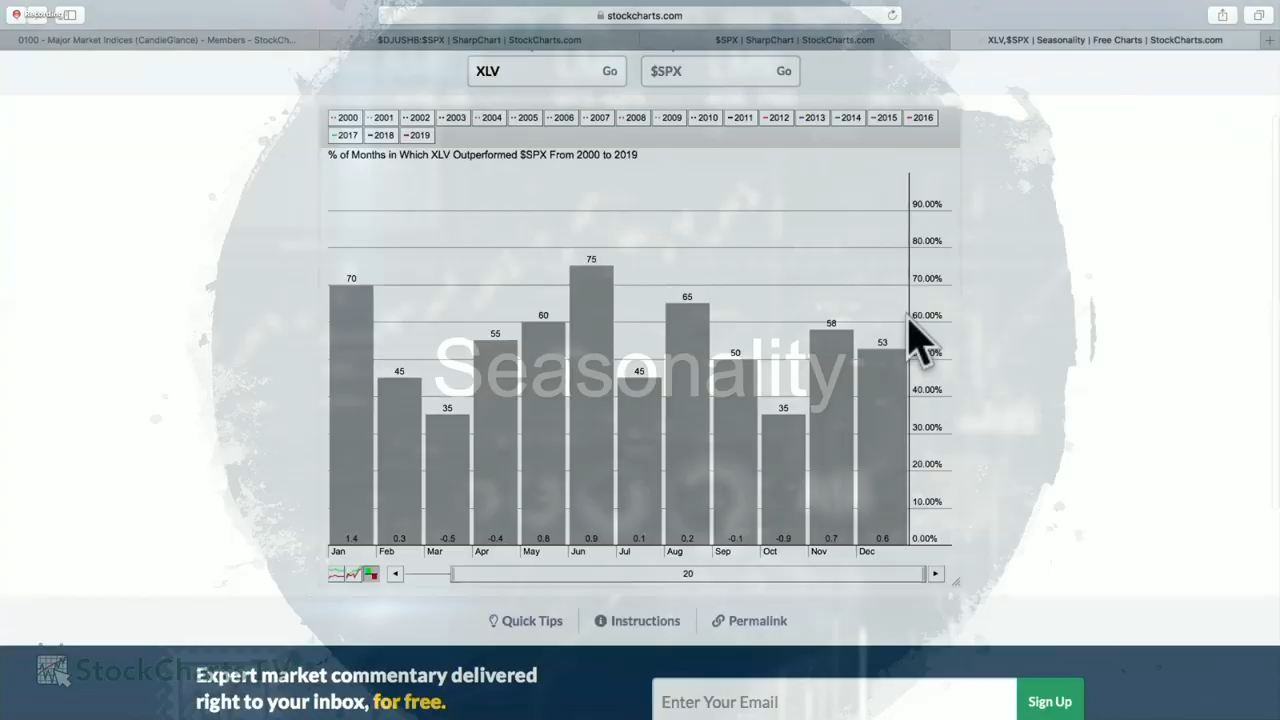 Recording
stockcharts.com
0100 - Major Market Indices (CandleGlance) - Members - StockCh...
$DJUSHB:$SPX | SharpChart | StockCharts.com
$SPX | SharpChart | StockCharts.com
XLV,$SPX | Seasonality | Free Charts | StockCharts.com
XLV Go $SPX Go
2000 2001 2002 2003 2004 2005 2006 2007 2008 2009 2010 2011 2012 2013 2014 2015 2016
2017 2018 2019
% of Months in Which XLV Outperformed $SPX From 2000 to 2019
90.00%
80.00%
70.00%
60.00%
40.00%
30.00%
20.00%
10.00%
0.00%
70 45 35 55 60 75 45 65 50 35 58 53
Seasonality
1.4 0.3 -0.5 -0.4 0.8 0.9 0.1 0.2 -0.1 -0.9 0.7 0.6
Jan Feb Mar Apr May Jun Jul Aug Sep Oct Nov Dec
20
Quick Tips Instructions Permalink
StockCharts TV
Expert market commentary delivered
right to your inbox, for free.
Enter Your Email
Sign Up